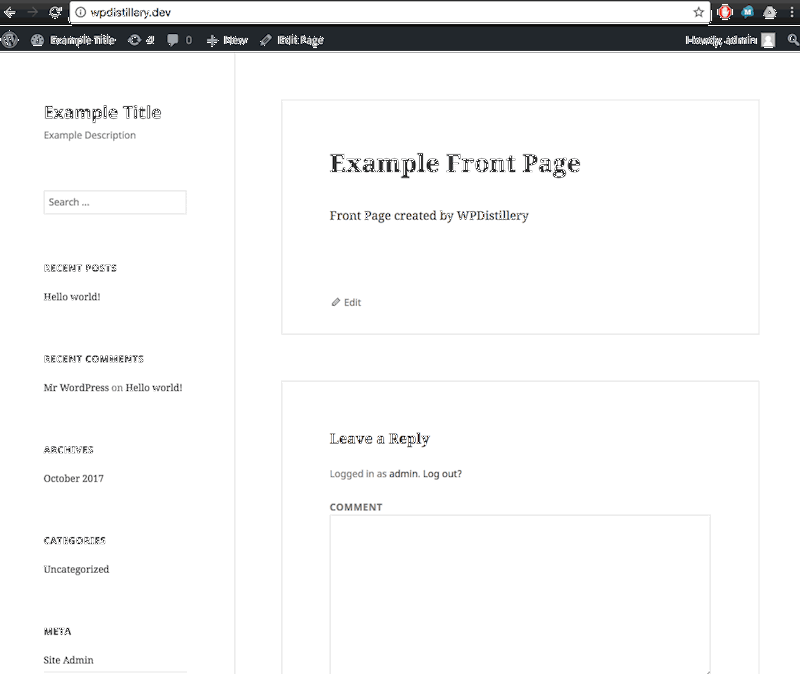 wpdistillery.dev
Example Title
4
0
New
Edit Page
Howdy, admin
Example Title
Example Description
Search ...
RECENT POSTS
Hello world!
RECENT COMMENTS
Mr WordPress on Hello world!
ARCHIVES
October 2017
CATEGORIES
Uncategorized
META
Site Admin
Example Front Page
Front Page created by WPDistillery
Edit
Leave a Reply
Logged in as admin. Log out?
COMMENT